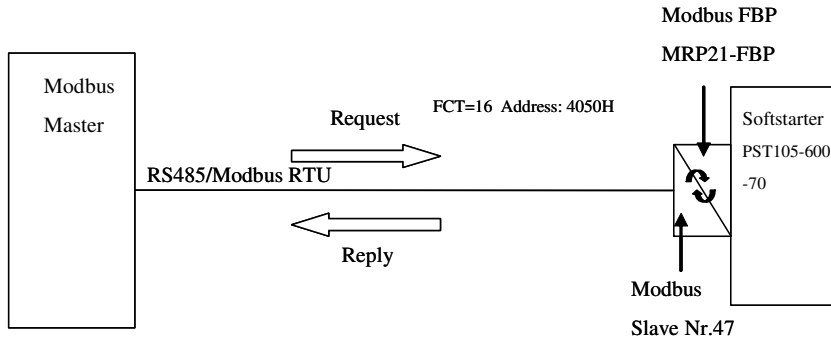 Modbus FBP
MRP21-FBP
Modbus
Master
Request
FCT=16 Address: 4050H
Softstarter
PST105-600
-70
RS485/Modbus RTU
Reply
Modbus
Slave Nr.47